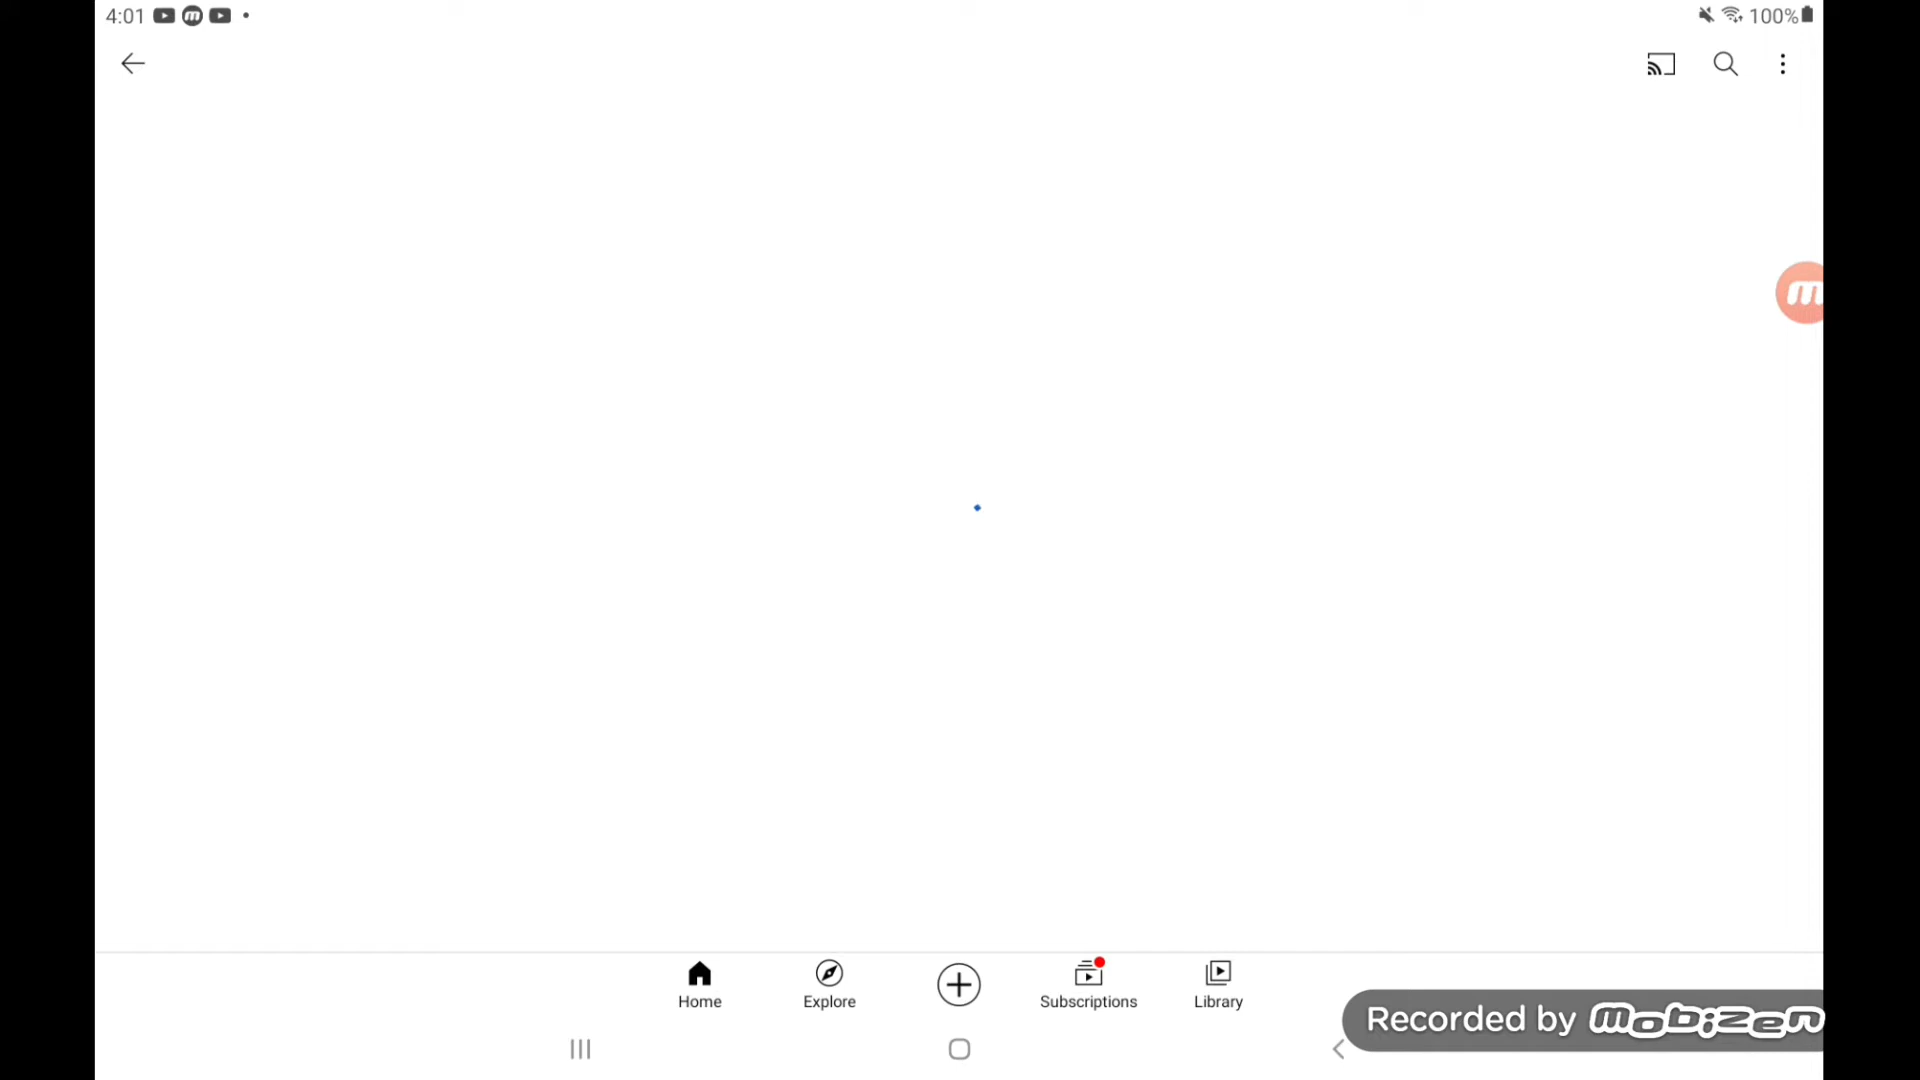 4:01
100%
Home
Explore
Subscriptions
Library
Recorded by mobizen